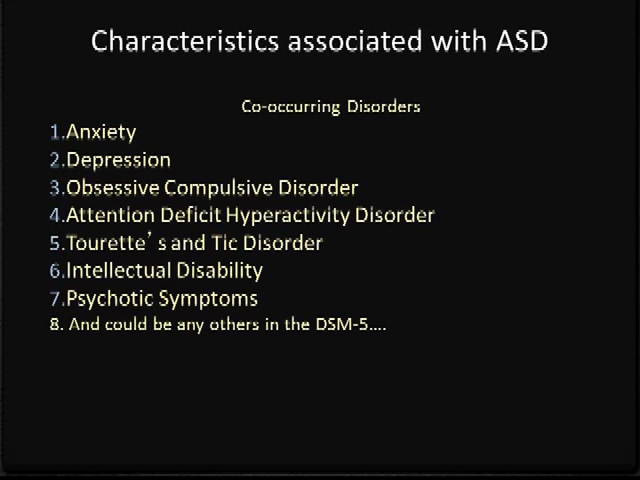 Characteristics associated with ASD
Co-occurring Disorders
1.Anxiety
2.Depression
3.Obsessive Compulsive Disorder
4.Attention Deficit Hyperactivity Disorder
5.Tourette’s and Tic Disorder
6.Intellectual Disability
7.Psychotic Symptoms
8. And could be any others in the DSM-5….